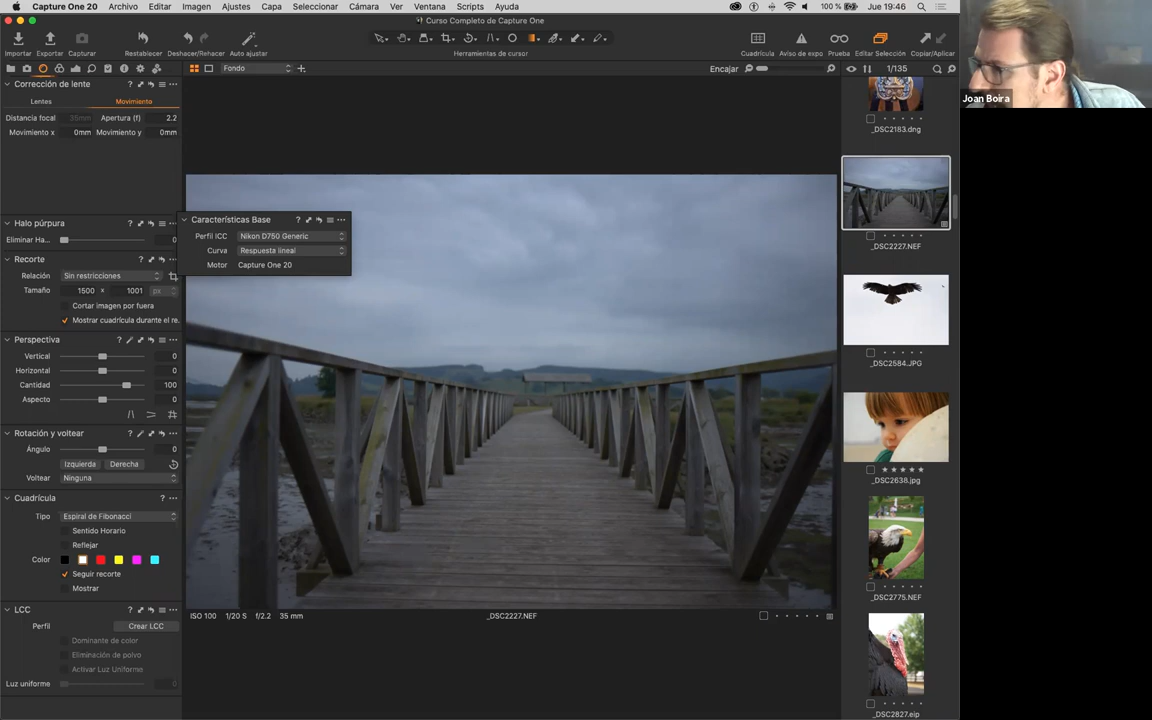 Capture One 20 Archivo Editar Imagen Ajustes Capa Seleccionar Cámara Ver Ventana Scripts Ayuda 100 % Jue 19:46
Curso Completo de Capture One
Importar Exportar Capturar Restablecer Deshacer/Rehacer Auto ajustar Herramientas de cursor Cuadrícula Aviso de expo Prueba Editar Selección Copiar/Aplicar
Fondo Encajar 1/135
Corrección de lente
Lentes Movimiento
Distancia focal 35mm Apertura (f) 2.2
Movimiento x 0mm Movimiento y 0mm
Halo púrpura
Eliminar Ha... 0
Recorte
Relación Sin restricciones
Tamaño 1500 x 1001 px
Cortar imagen por fuera
Mostrar cuadrícula durante el re...
Perspectiva
Vertical 0
Horizontal 0
Cantidad 100
Aspecto 0
Rotación y voltear
Ángulo 0
Izquierda Derecha
Voltear Ninguna
Cuadrícula
Tipo Espiral de Fibonacci
Sentido Horario
Reflejar
Color
Seguir recorte
Mostrar
LCC
Perfil Crear LCC
Dominante de color
Eliminación de polvo
Activar Luz Uniforme
Luz uniforme 0
Características Base
Perfil ICC Nikon D750 Generic
Curva Respuesta lineal
Motor Capture One 20
ISO 100 1/20 S f/2.2 35 mm _DSC2227.NEF
_DSC2183.dng
_DSC2227.NEF
_DSC2584.JPG
_DSC2638.jpg
_DSC2775.NEF
_DSC2827.eip
Joan Boira